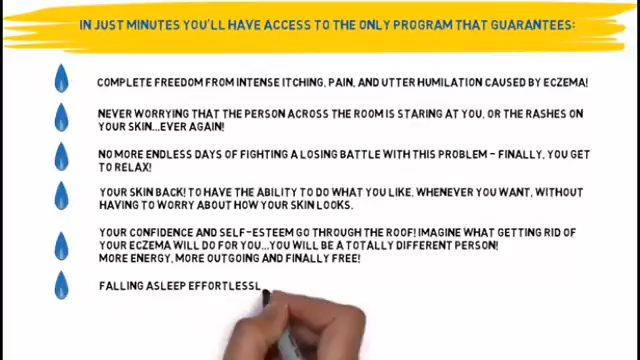 IN JUST MINUTES YOU'LL HAVE ACCESS TO THE ONLY PROGRAM THAT GUARANTEES:
COMPLETE FREEDOM FROM INTENSE ITCHING, PAIN, AND UTTER HUMILATION CAUSED BY ECZEMA!
NEVER WORRYING THAT THE PERSON ACROSS THE ROOM IS STARING AT YOU, OR THE RASHES ON
YOUR SKIN...EVER AGAIN!
NO MORE ENDLESS DAYS OF FIGHTING A LOSING BATTLE WITH THIS PROBLEM - FINALLY, YOU GET
TO RELAX!
YOUR SKIN BACK! TO HAVE THE ABILITY TO DO WHAT YOU LIKE, WHENEVER YOU WANT, WITHOUT
HAVING TO WORRY ABOUT HOW YOUR SKIN LOOKS.
YOUR CONFIDENCE AND SELF-ESTEEM GO THROUGH THE ROOF! IMAGINE WHAT GETTING RID OF
YOUR ECZEMA WILL DO FOR YOU...YOU WILL BE A TOTALLY DIFFERENT PERSON!
MORE ENERGY, MORE OUTGOING AND FINALLY FREE!
FALLING ASLEEP EFFORTLESSL